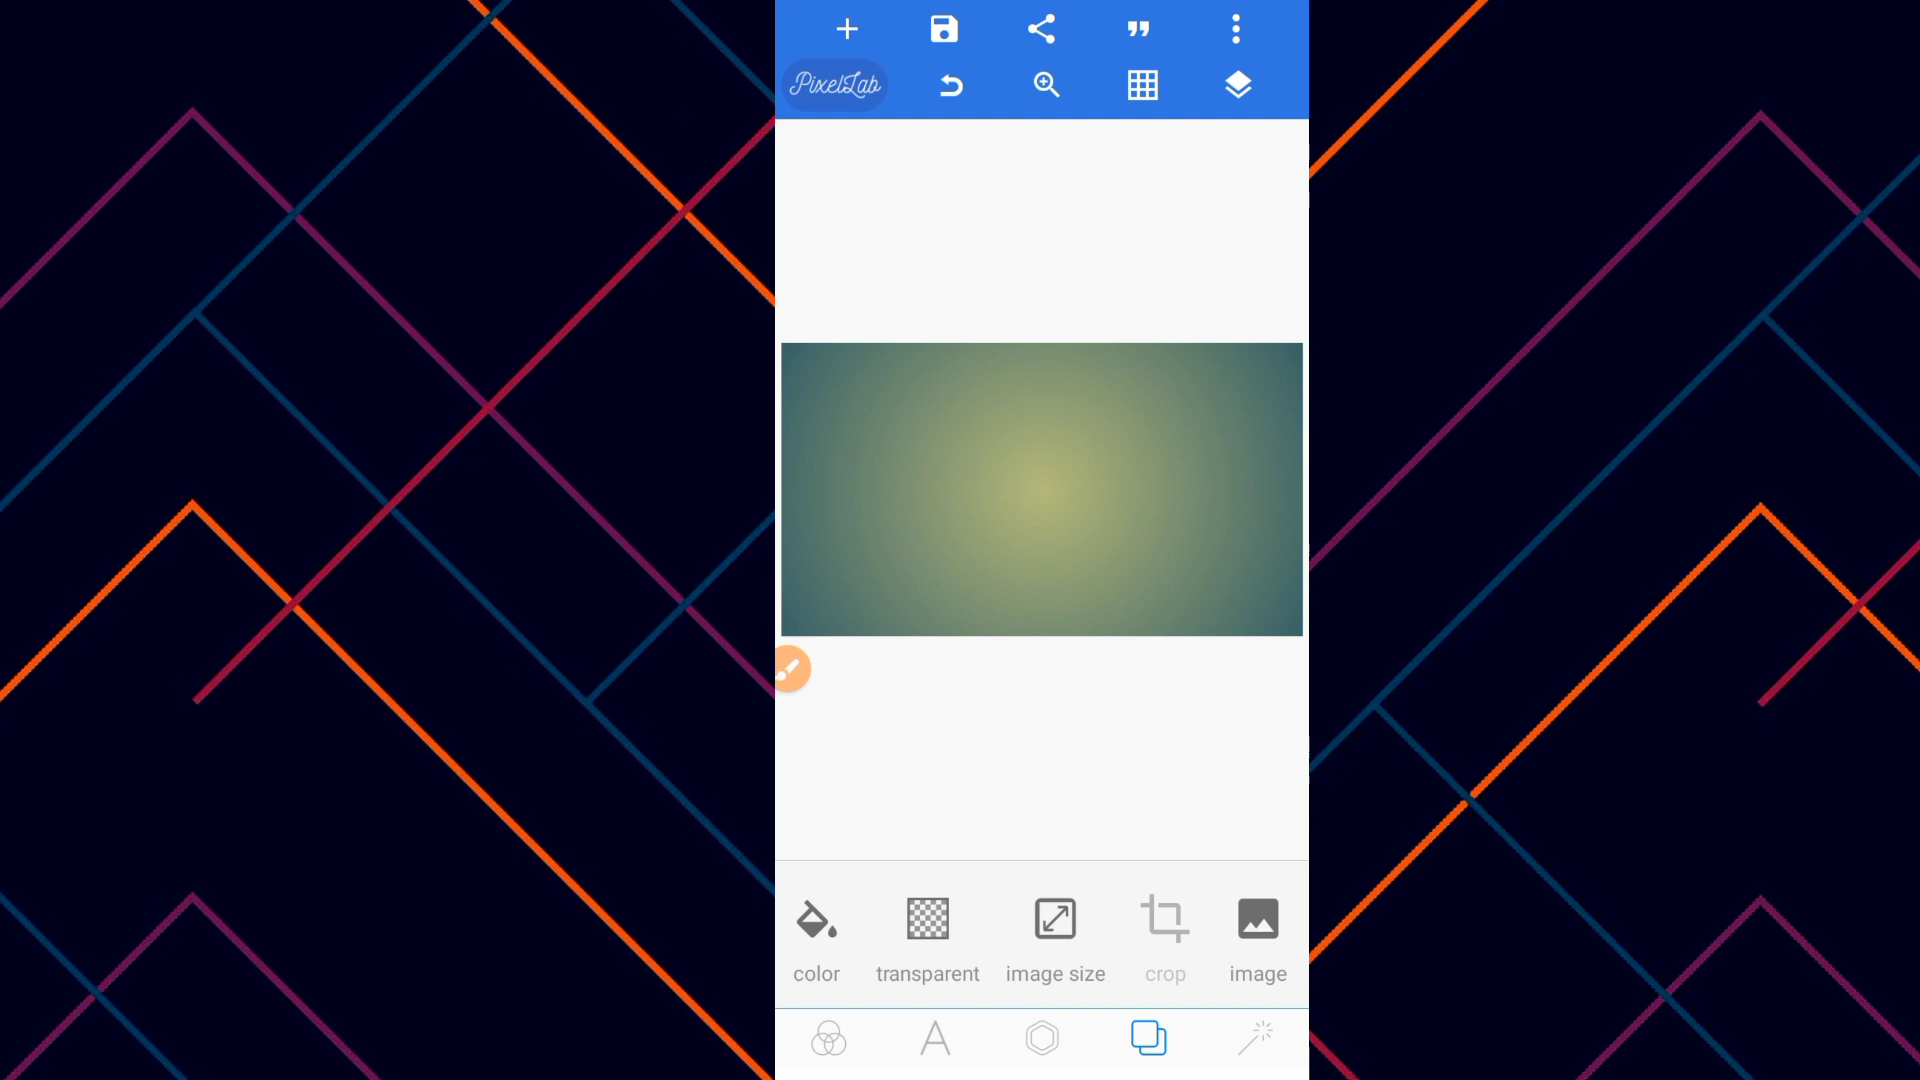 PixelLab
color
transparent
image size
crop
image